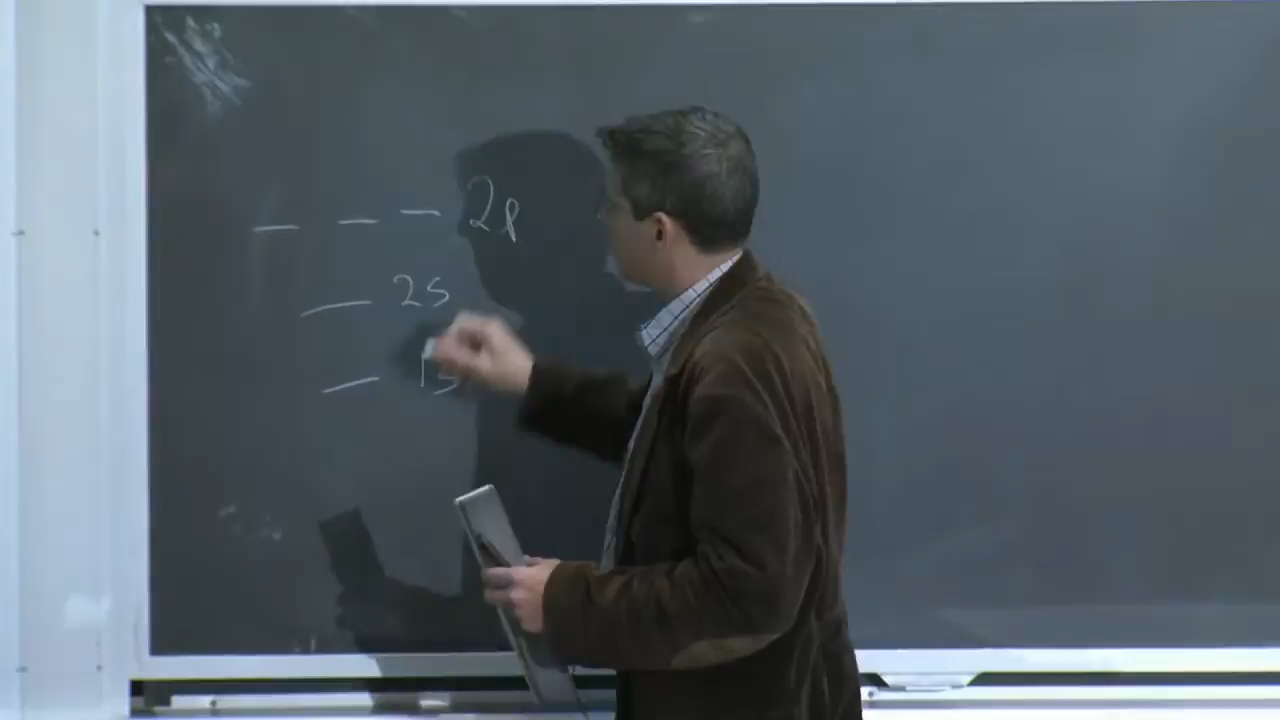 — — — 2p
— 2s
— 1s